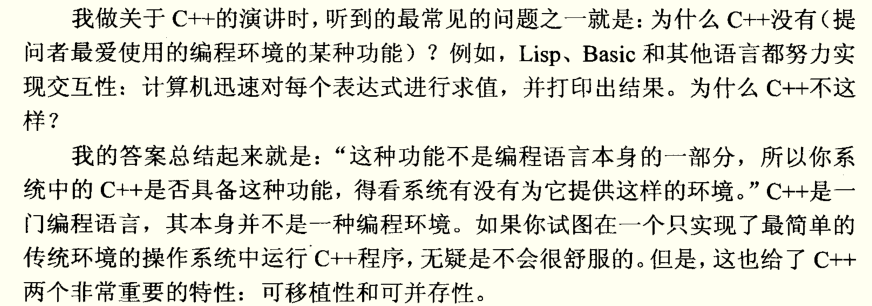 我做关于 C++的演讲时，听到的最常见的问题之一就是：为什么 C++没有（提
问者最爱使用的编程环境的某种功能）？例如，Lisp、Basic 和其他语言都努力实
现交互性：计算机迅速对每个表达式进行求值，并打印出结果。为什么 C++不这
样？
我的答案总结起来就是：“这种功能不是编程语言本身的一部分，所以你系
统中的 C++是否具备这种功能，得看系统有没有为它提供这样的环境。”C++是一
门编程语言，其本身并不是一种编程环境。如果你试图在一个只实现了最简单的
传统环境的操作系统中运行 C++程序，无疑是不会很舒服的。但是，这也给了 C++
两个非常重要的特性：可移植性和可并存性。